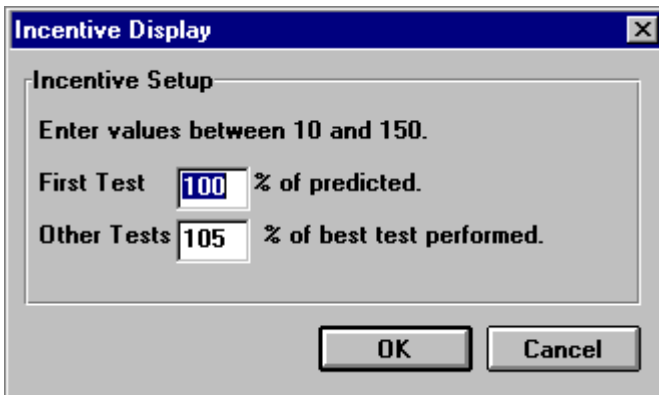 Incentive Display
Incentive Setup
Enter values between 10 and 150.
First Test 100 % of predicted.
Other Tests 105 % of best test performed.
OK Cancel